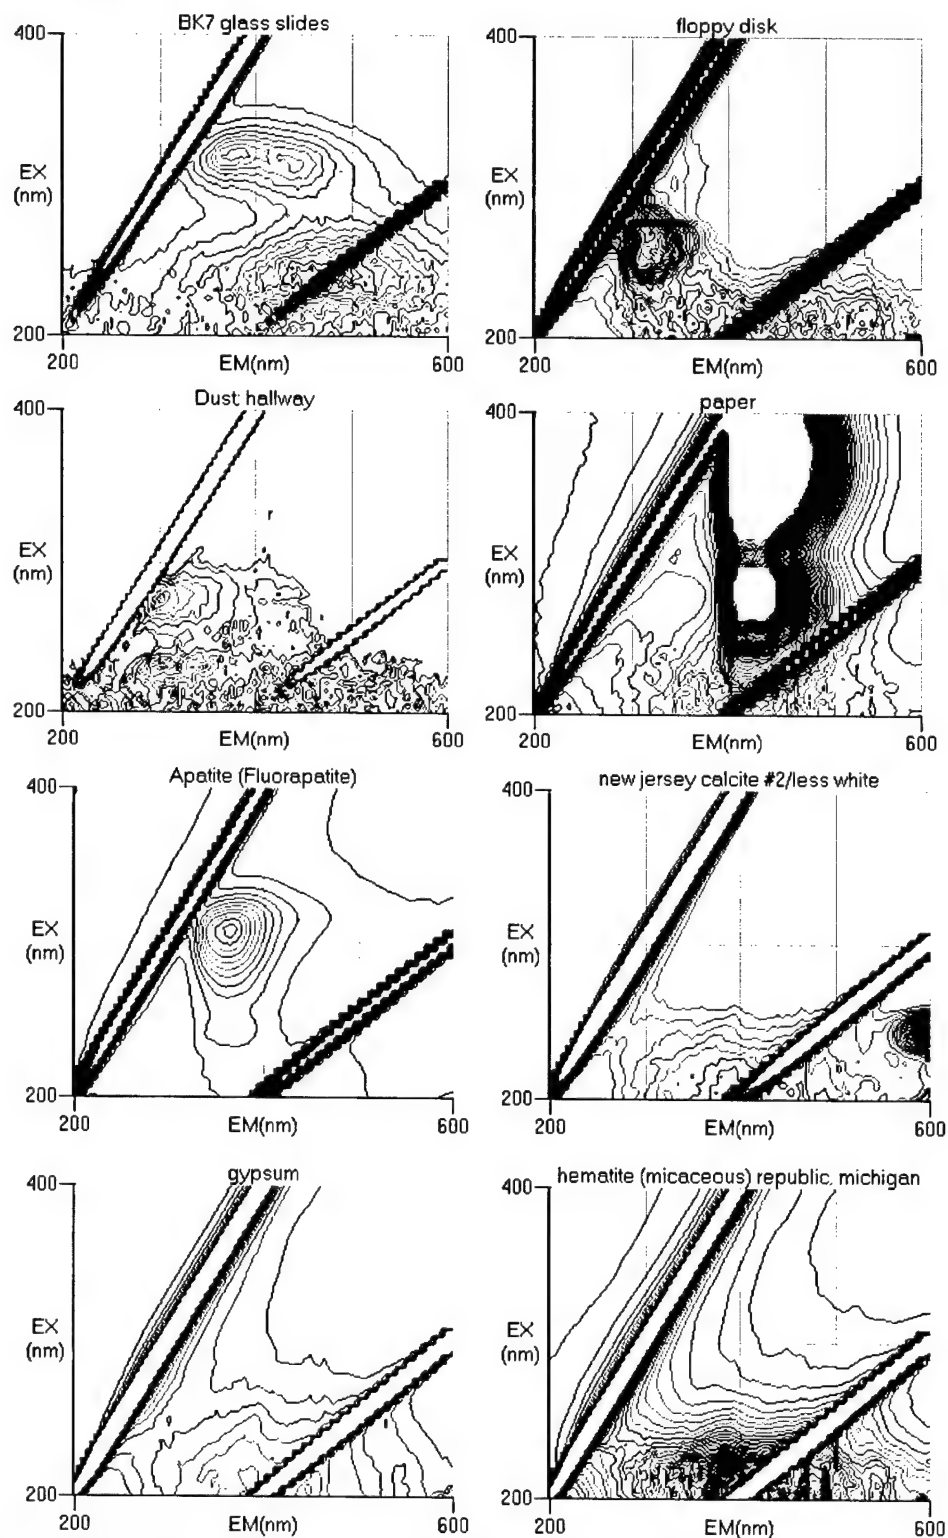 BK7 glass slides
400
EX
(nm)
200
200
EM(nm)
600
floppy disk
400
EX
(nm)
200
200
EM(nm)
600
Dust: hallway
400
r
EX
(nm)
200
200
EM(nm)
600
paper
400
EX
(nm)
200
200
EM(nm)
600
Apatite (Fluorapatite)
400
EX
(nm)
200
200
EM(nm)
600
new jersey calcite #2/less white
400
EX
(nm)
200
200
EM(nm)
600
gypsum
400
EX
(nm)
200
200
EM(nm)
600
hematite (micaceous) republic, michigan
400
EX
(nm)
200
200
EM(nm)
600